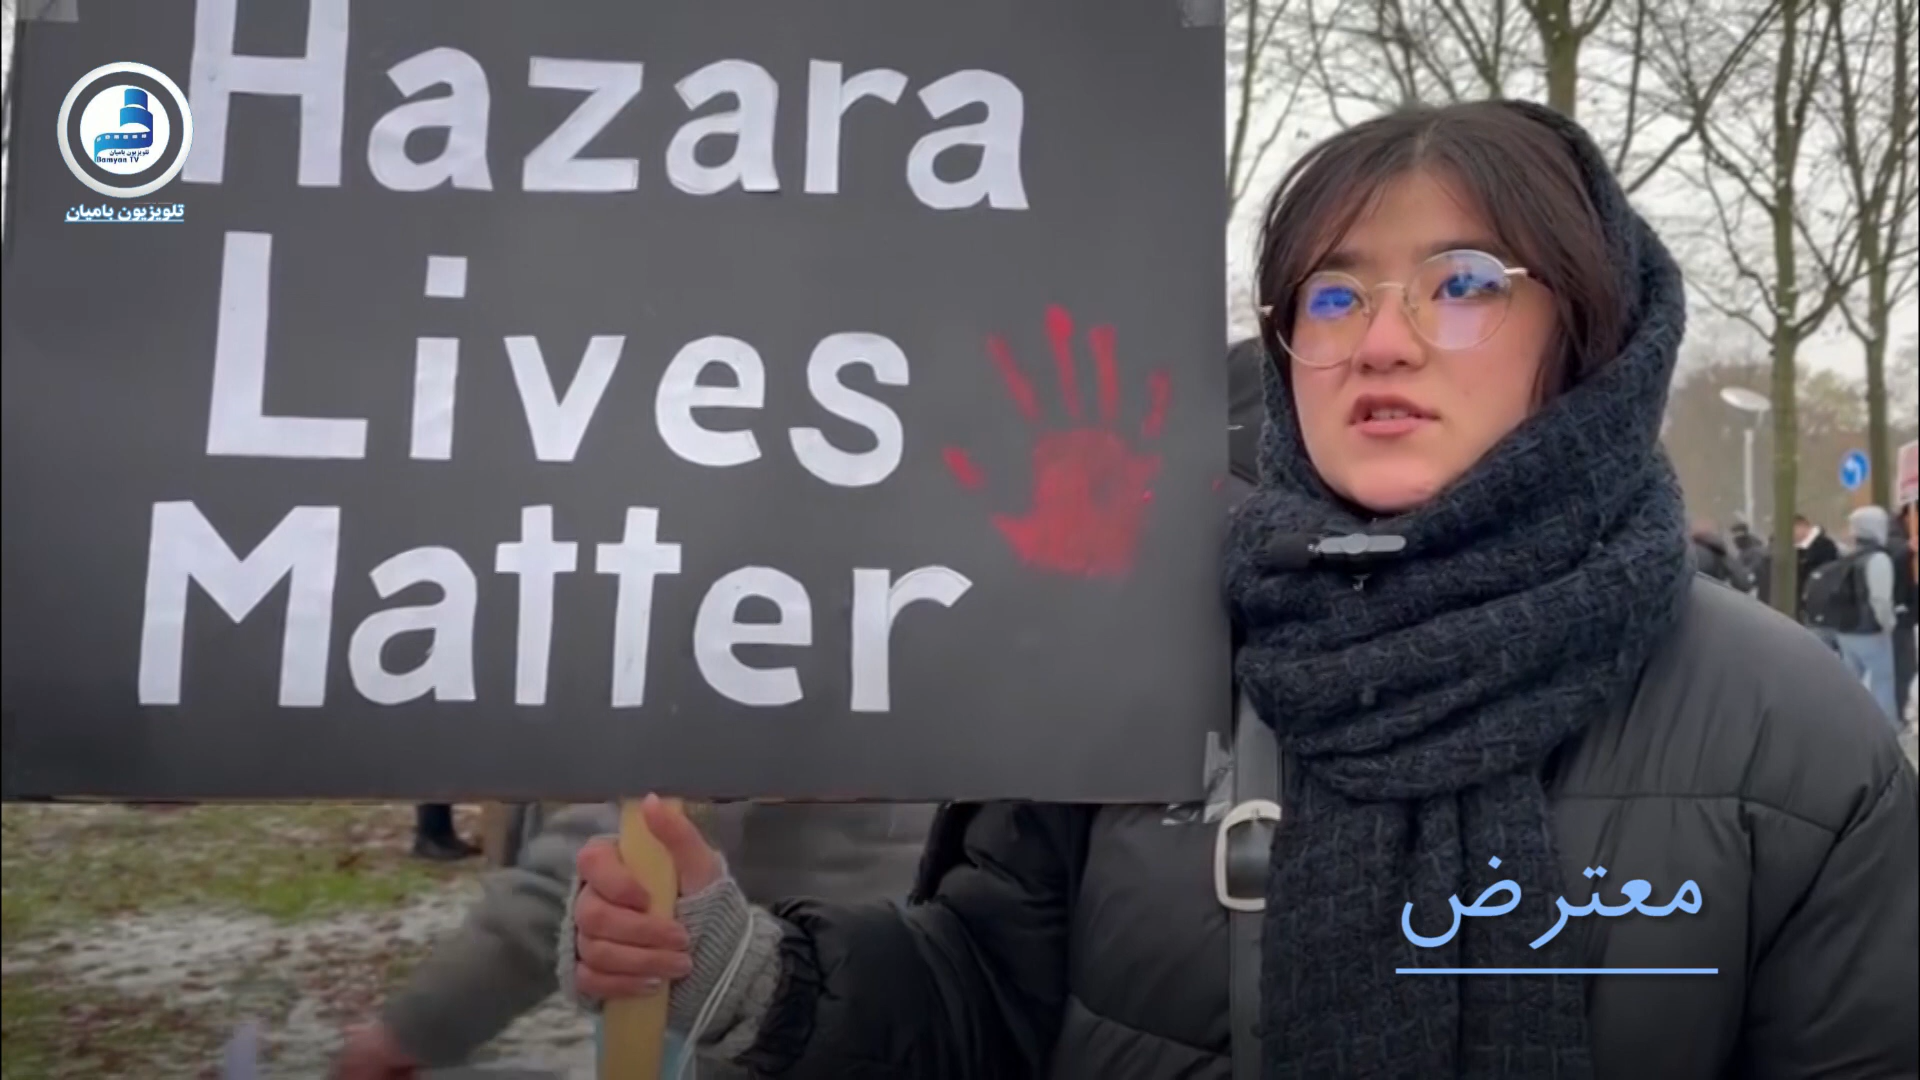 Hazara
Lives
Matter
تلویزیون بامیان
Bamyan TV
تلویزیون بامیان
معترض